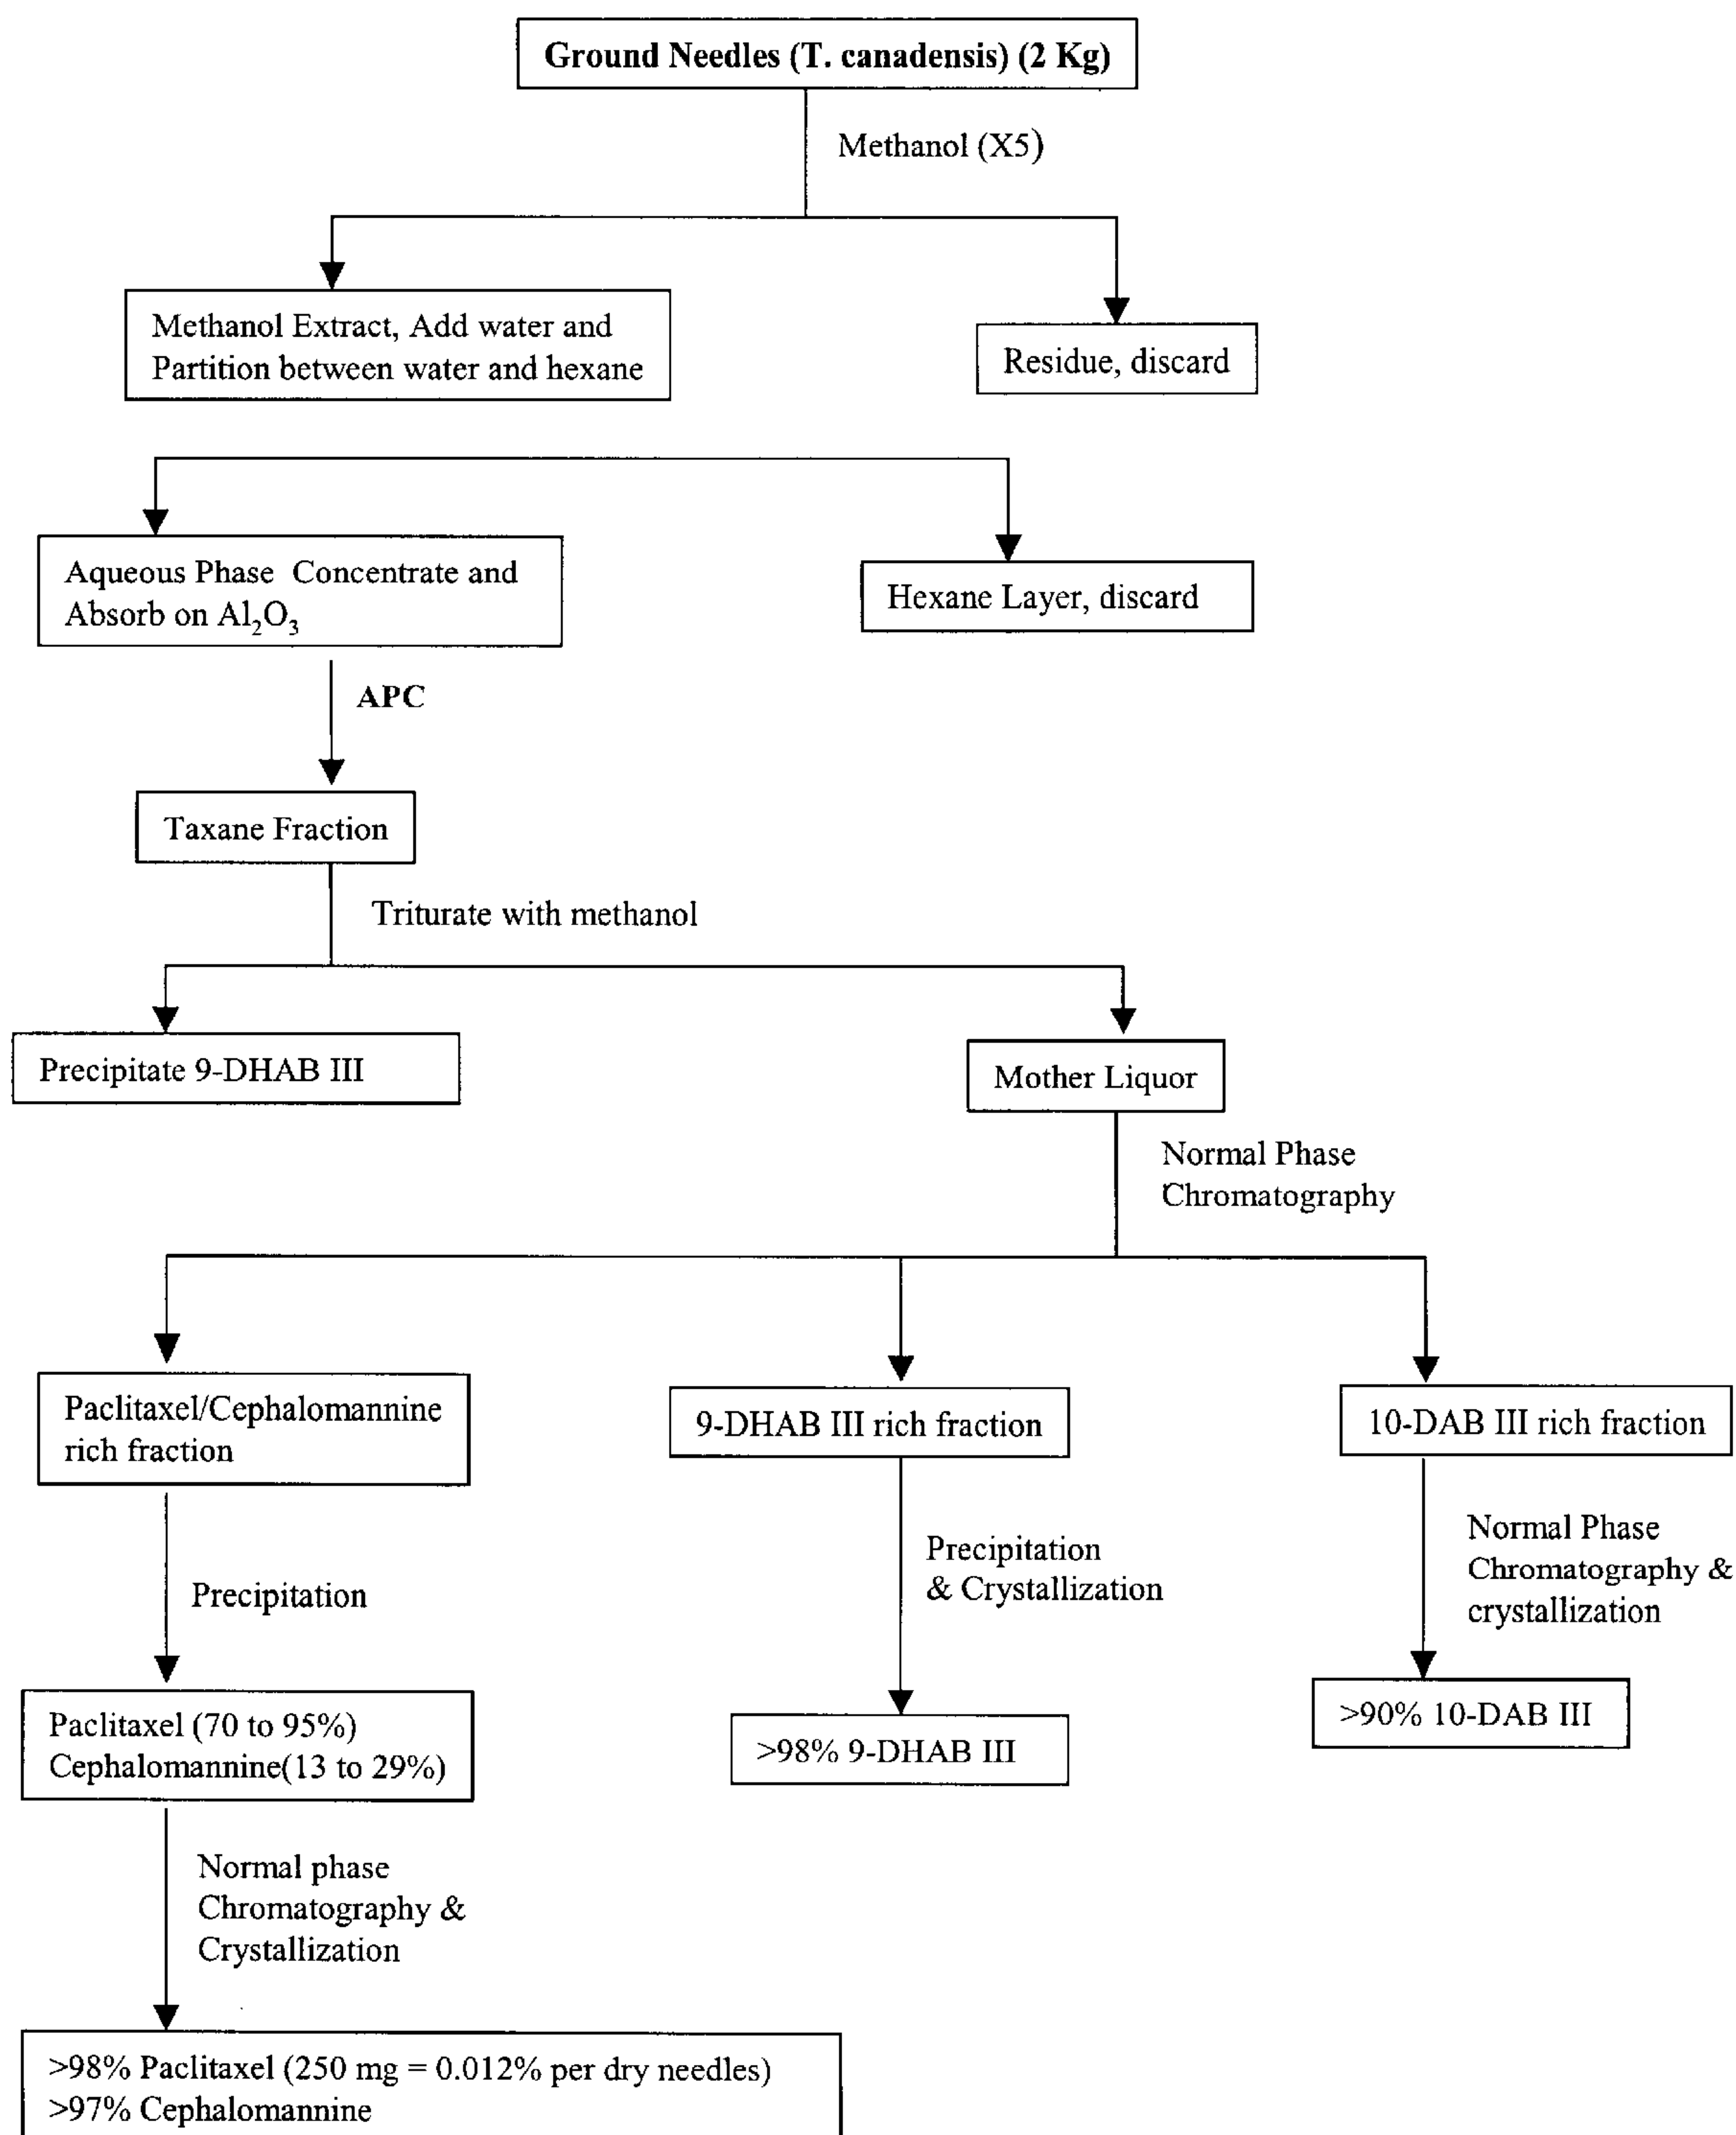 Ground Needles (T. canadensis) (2 Kg)
Methanol (X5)
Methanol Extract, Add water and
Partition between water and hexane
Residue, discard
Aqueous Phase Concentrate and
Absorb on Al₂O₃
Hexane Layer, discard
APC
Taxane Fraction
Triturate with methanol
Precipitate 9-DHAB III
Mother Liquor
Normal Phase
Chromatography
Paclitaxel/Cephalomannine
rich fraction
9-DHAB III rich fraction
10-DAB III rich fraction
Precipitation
Precipitation
& Crystallization
Normal Phase
Chromatography &
crystallization
Paclitaxel (70 to 95%)
Cephalomannine(13 to 29%)
>98% 9-DHAB III
>90% 10-DAB III
Normal phase
Chromatography &
Crystallization
>98% Paclitaxel (250 mg = 0.012% per dry needles)
>97% Cephalomannine